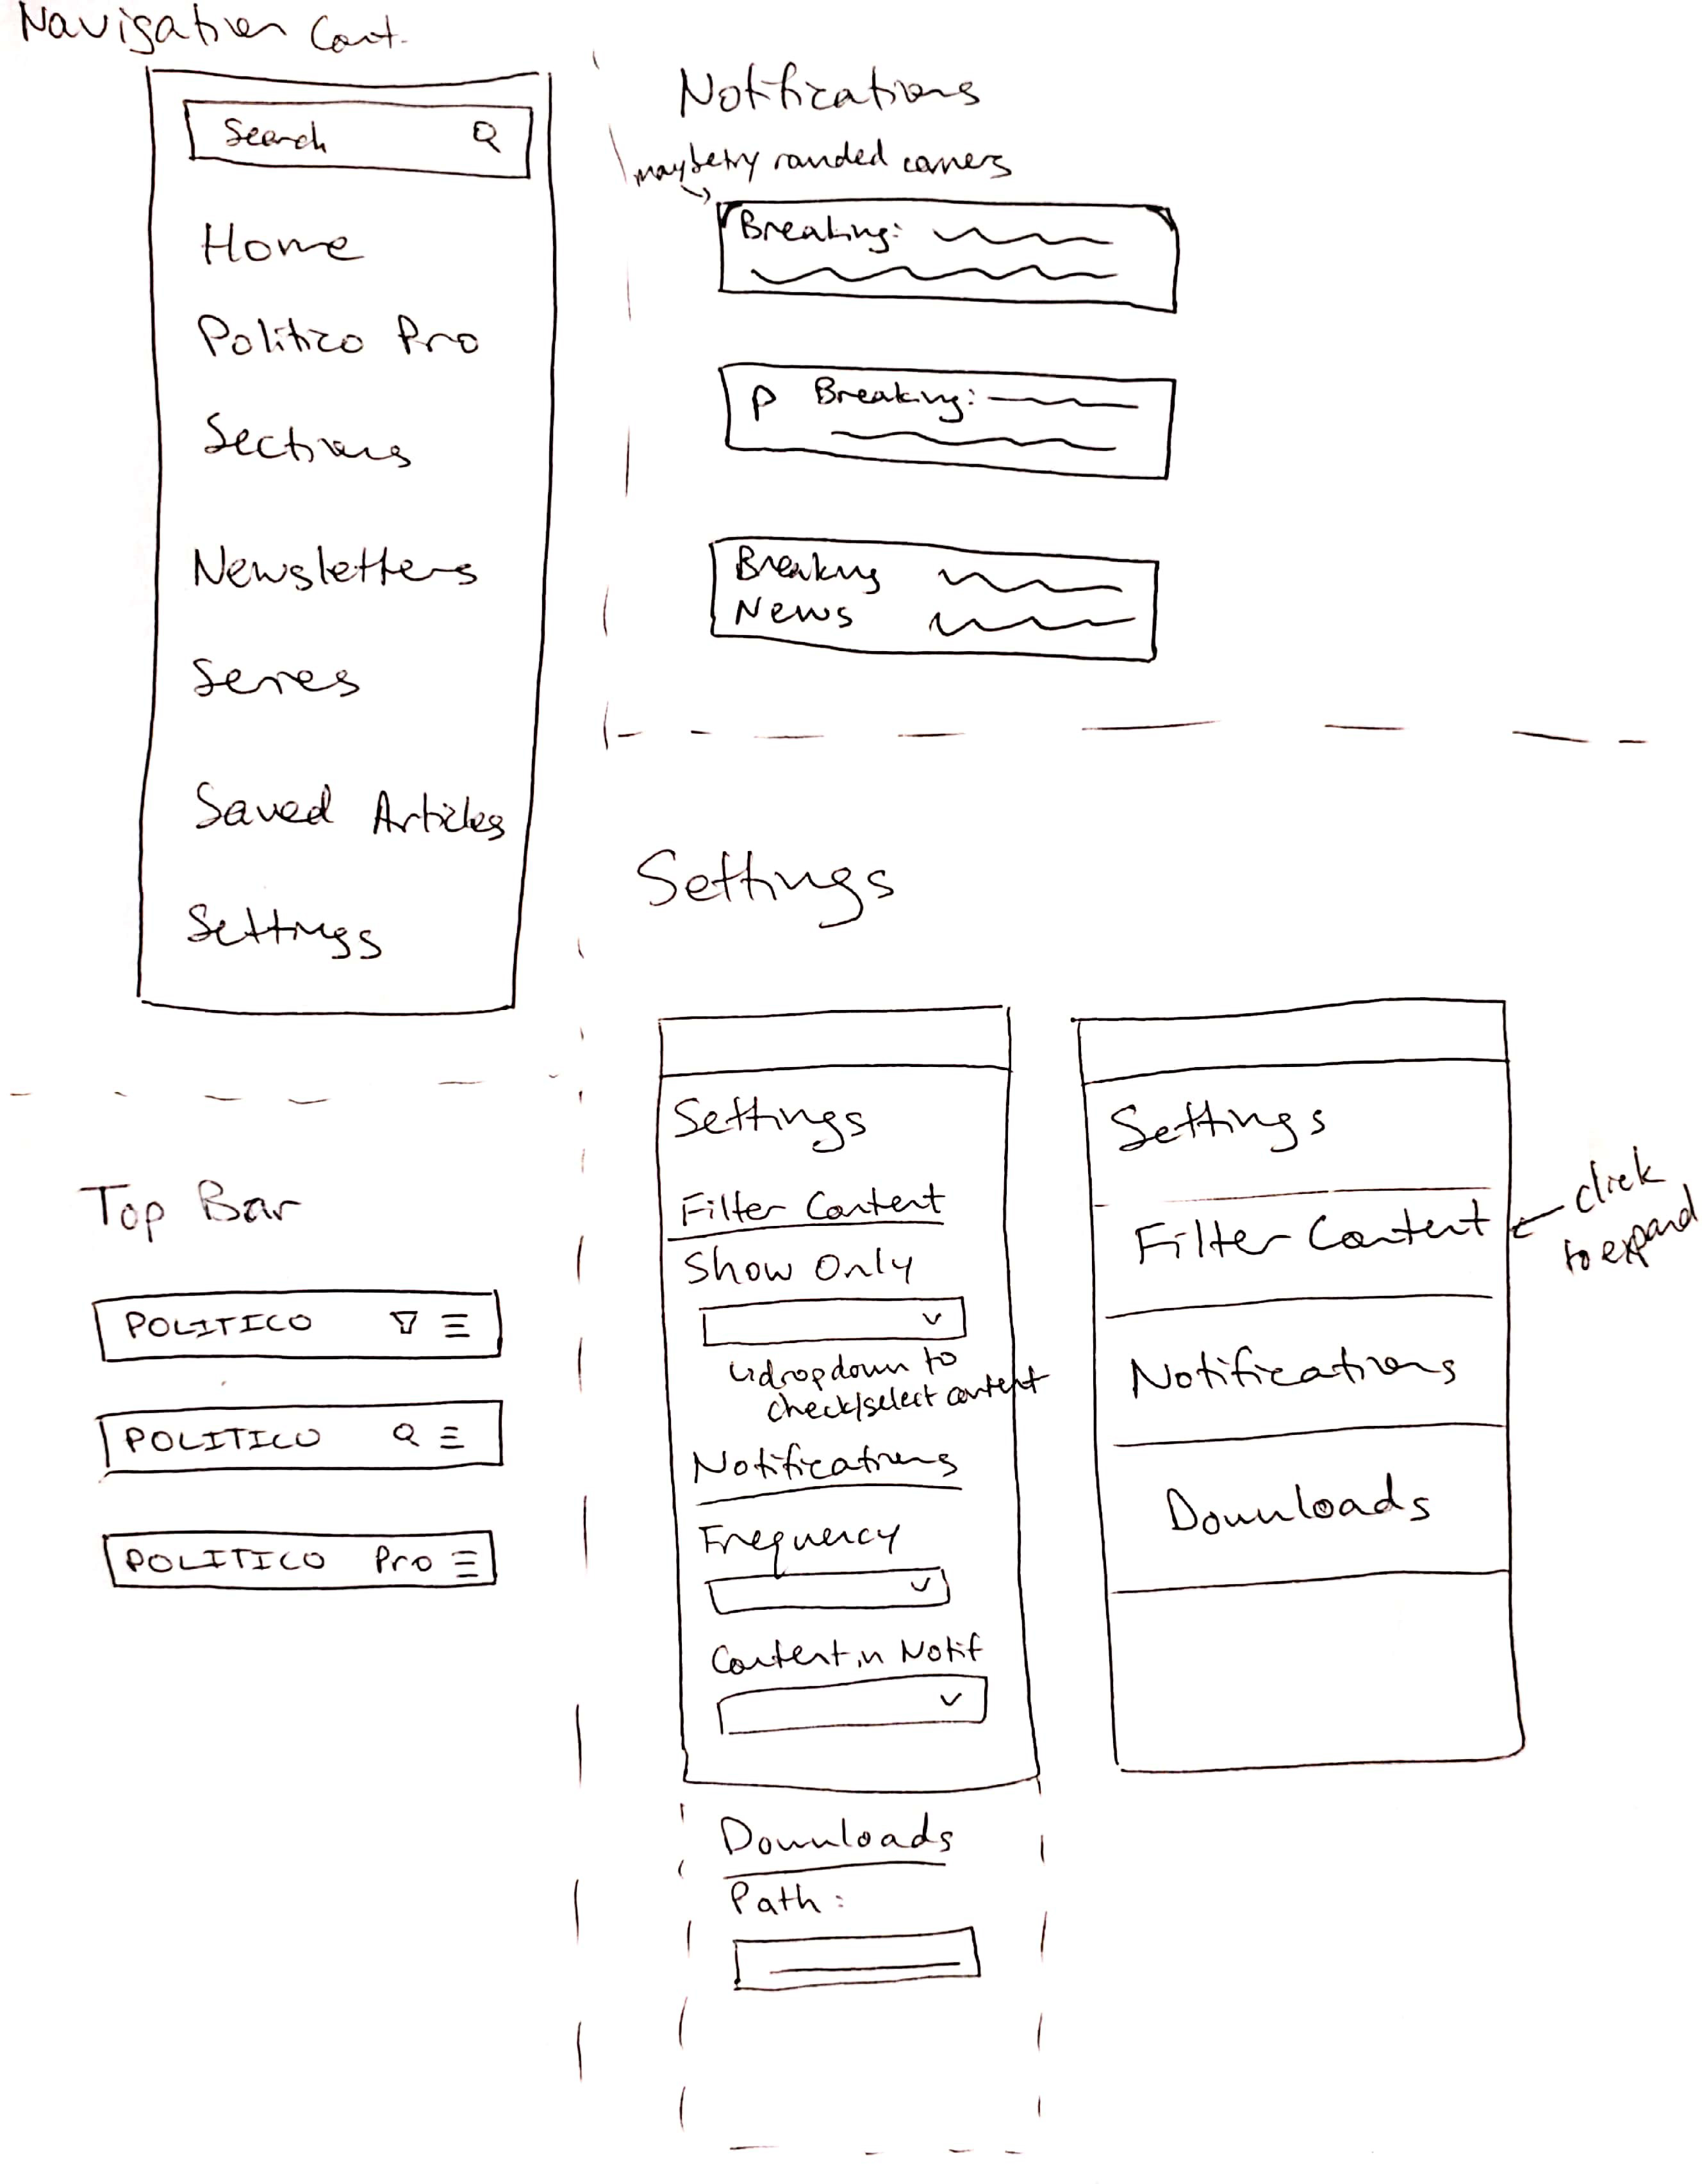 Navigation Cont.
Search
Home
Politico Pro
Sections
Newsletters
Series
Saved Articles
Settings
Notifications
maybe try rounded corners
Breaking:
P Breaking:
Breaking
News
Top Bar
POLITICO
POLITICO
POLITICO Pro
Settings
Settings
Filter Content
Show Only
dropdown to
check/select content
Notifications
Frequency
Content in Notif
Downloads
Path:
Settings
Filter Content
click
to expand
Notifications
Downloads